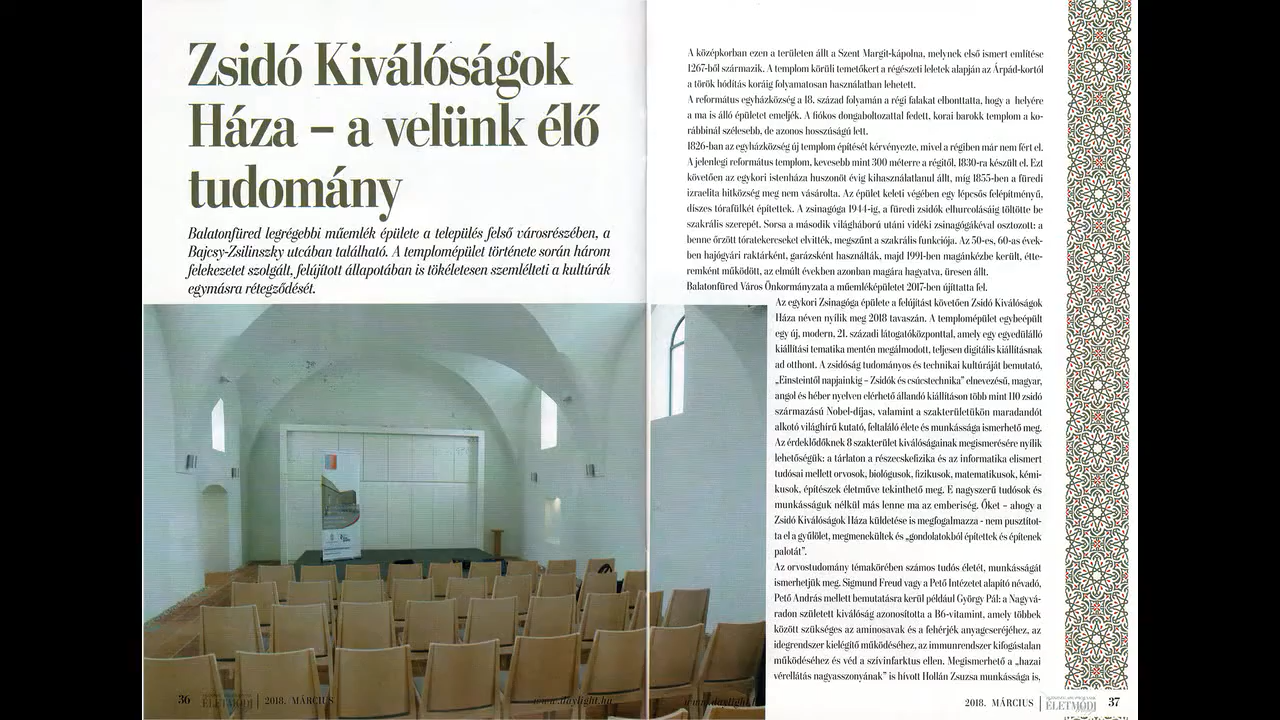 Zsidó Kiválóságok
Háza – a velünk élő
tudomány
Balatonfüred legrégebbi műemlék épülete a település felső városrészében, a
Bajcsy-Zsilinszky utcában található. A templomépület története során három
felekezetet szolgált, felújított állapotában is tökéletesen szemlélteti a kultúrák
egymásra rétegződését.
36
2018. MÁRCIUS
www.daylight.hu
A középkorban ezen a területen állt a Szent Margit-kápolna, melynek első ismert említése
1267-ből származik. A templom körüli temetőkert a régészeti leletek alapján az Árpád-kortól
a török hódítás koráig folyamatosan használatban lehetett.
A református egyházközség a 18. század folyamán a régi falakat elbonttatta, hogy a helyére
a ma is álló épületet emeljék. A fiókos dongaboltozattal fedett, korai barokk templom a ko-
rábbinál szélesebb, de azonos hosszúságú lett.
1826-ban az egyházközség új templom építését kérvényezte, mivel a régiben már nem fért el.
A jelenlegi református templom, kevesebb mint 300 méterre a régitől, 1830-ra készült el. Ezt
követően az egykori istenháza huszonöt évig kihasználatlanul állt, míg 1855-ben a füredi
izraelita hitközség meg nem vásárolta. Az épület keleti végében egy lépcsős felépítményű,
díszes tórafülkét építettek. A zsinagóga 1944-ig, a füredi zsidók elhurcolásáig töltötte be
szakrális szerepét. Sorsa a második világháború utáni vidéki zsinagógákéval osztozott: a
benne őrzött tóratekercseket elvitték, megszűnt a szakrális funkciója. Az 50-es, 60-as évek-
ben hajógyári raktárként, garázsként használták, majd 1991-ben magánkézbe került, étte-
remként működött, az elmúlt években azonban magára hagyatva, üresen állt.
Balatonfüred Város Önkormányzata a műemléképületet 2017-ben újíttatta fel.
Az egykori Zsinagóga épülete a felújítást követően Zsidó Kiválóságok
Háza néven nyílik meg 2018 tavaszán. A templomépület egybeépült
egy új, modern, 21. századi látogatóközponttal, amely egy egyedülálló
kiállítási tematika mentén megálmodott, teljesen digitális kiállításnak
ad otthont. A zsidóság tudományos és technikai kultúráját bemutató,
„Einsteintől napjainkig – Zsidók és csúcstechnika” elnevezésű, magyar,
angol és héber nyelven elérhető állandó kiállításon több mint 110 zsidó
származású Nobel-díjas, valamint a szakterületükön maradandót
alkotó világhírű kutató, feltaláló élete és munkássága ismerhető meg.
Az érdeklődőknek 8 szakterület kiválóságainak megismerésére nyílik
lehetőségük: a tárlaton a részecskefizika és az informatika elismert
tudósai mellett orvosok, biológusok, fizikusok, matematikusok, kémi-
kusok, építészek életműve tekinthető meg. E nagyszerű tudósok és
munkásságuk nélkül más lenne ma az emberiség. Őket – ahogy a
Zsidó Kiválóságok Háza küldetése is megfogalmazza - nem pusztítot-
ta el a gyűlölet, megmenekültek és „gondolatokból építettek és építenek
palotát”.
Az orvostudomány témakörében számos tudós életét, munkásságát
ismerhetjük meg. Sigmund Freud vagy a Pető Intézetet alapító névadó,
Pető András mellett bemutatásra kerül például György Pál: a Nagyvá-
radon született kiválóság azonosította a B6-vitamint, amely többek
között szükséges az aminosavak és a fehérjék anyagcseréjéhez, az
idegrendszer kielégítő működéséhez, az immunrendszer kifogástalan
működéséhez és véd a szívinfarktus ellen. Megismerhető a „hazai
vérellátás nagyasszonyának” is hívott Hollán Zsuzsa munkássága is,
2018. MÁRCIUS
ÉLETMÓDI
37